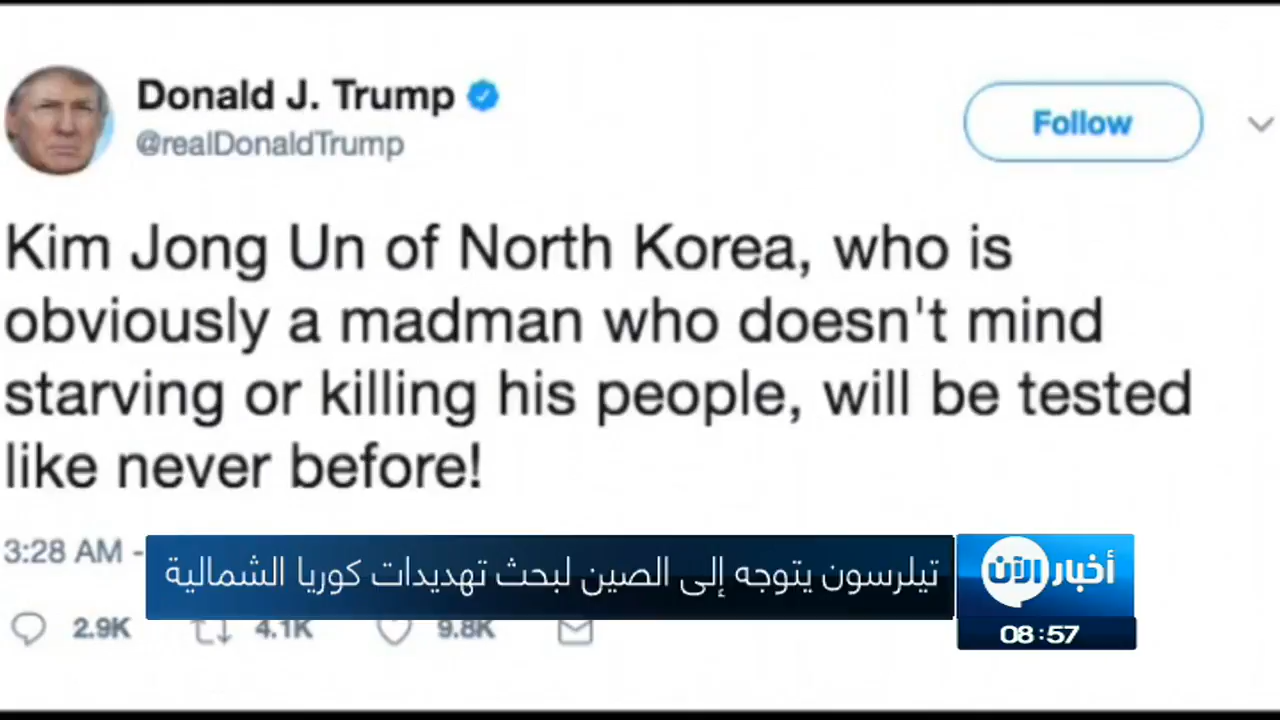 Donald J. Trump
@realDonaldTrump
Follow
Kim Jong Un of North Korea, who is
obviously a madman who doesn't mind
starving or killing his people, will be tested
like never before!
3:28 AM -
تيلرسون يتوجه إلى الصين لبحث تهديدات كوريا الشمالية
أخبار الآن
2.9K 4.1K 9.8K
08:57